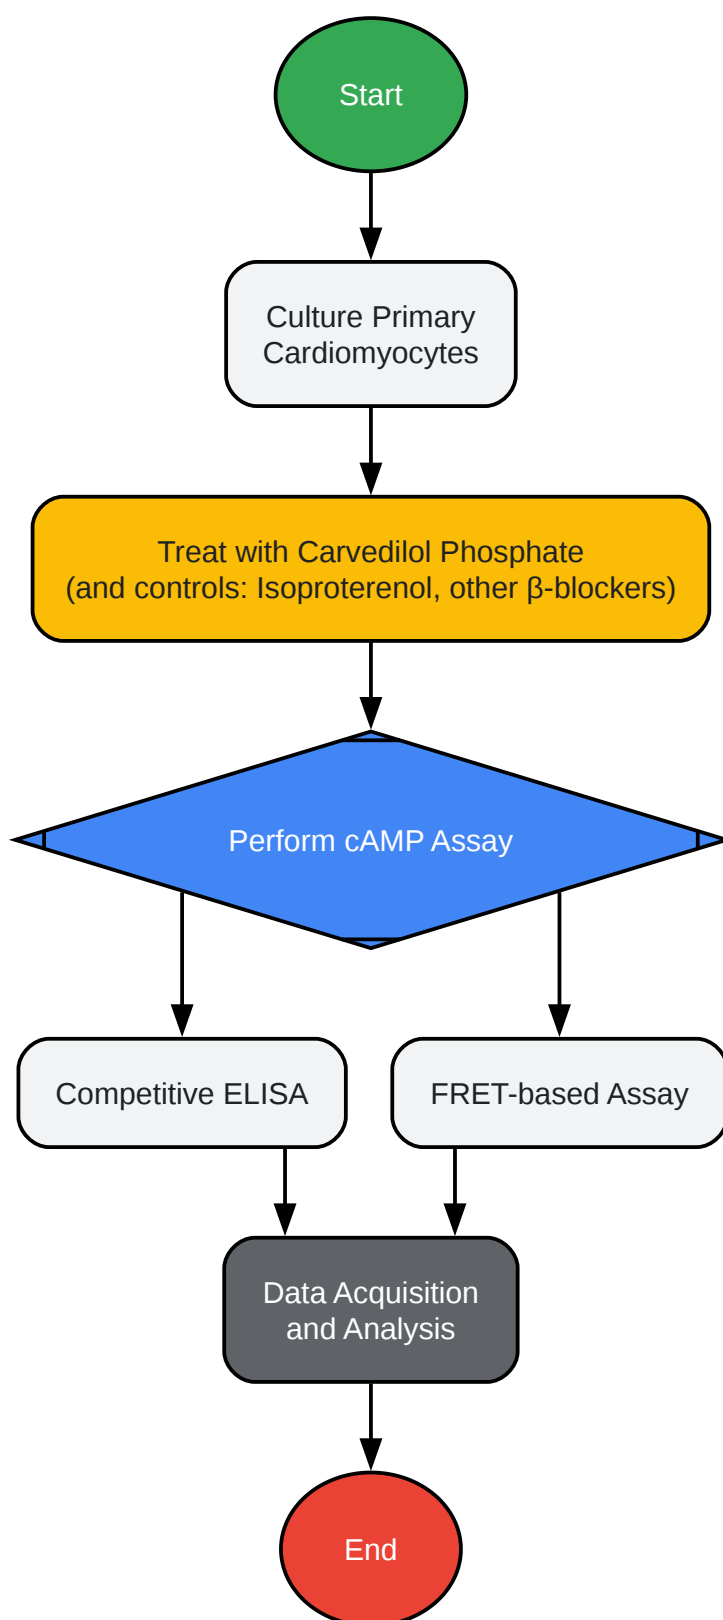 Start
Culture Primary
Cardiomyocytes
Treat with Carvedilol Phosphate
(and controls: Isoproterenol, other β-blockers)
Perform cAMP Assay
Competitive ELISA
FRET-based Assay
Data Acquisition
and Analysis
End